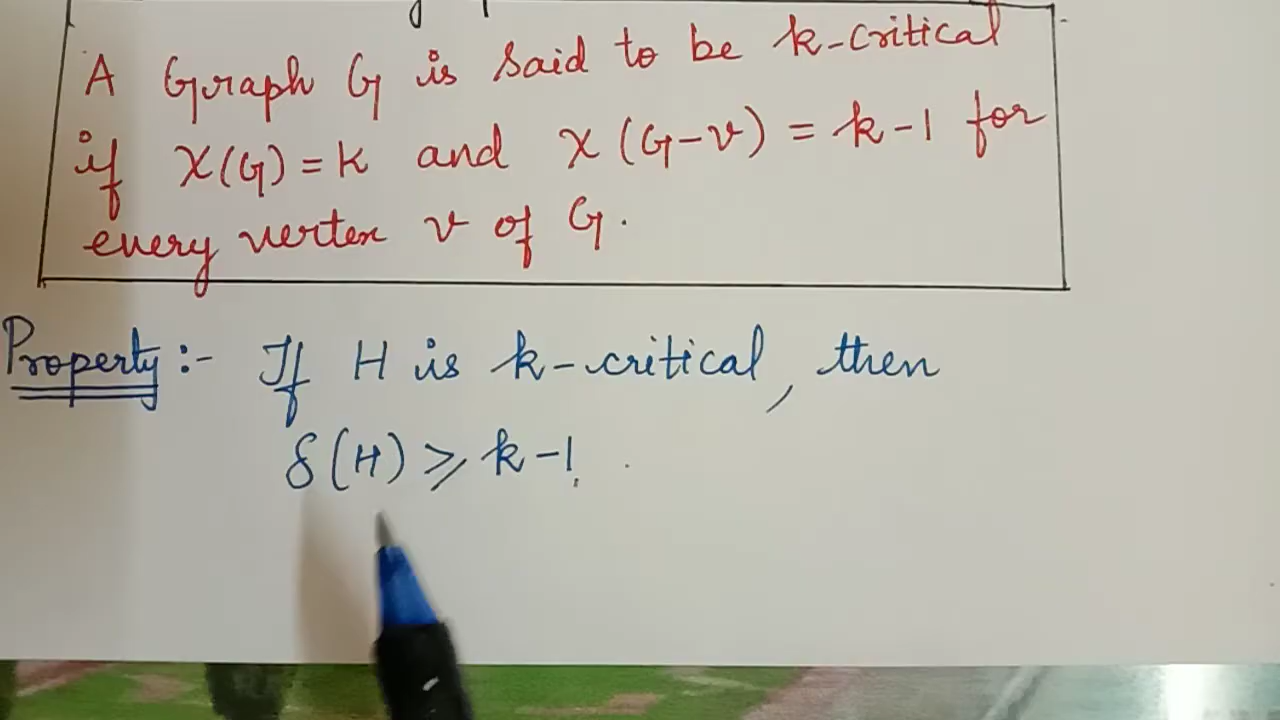 A Graph G is said to be k-critical
if χ(G) = k and χ(G-v) = k-1 for
every vertex v of G.
Property :- If H is k-critical, then
δ(H) ⩾ k-1.